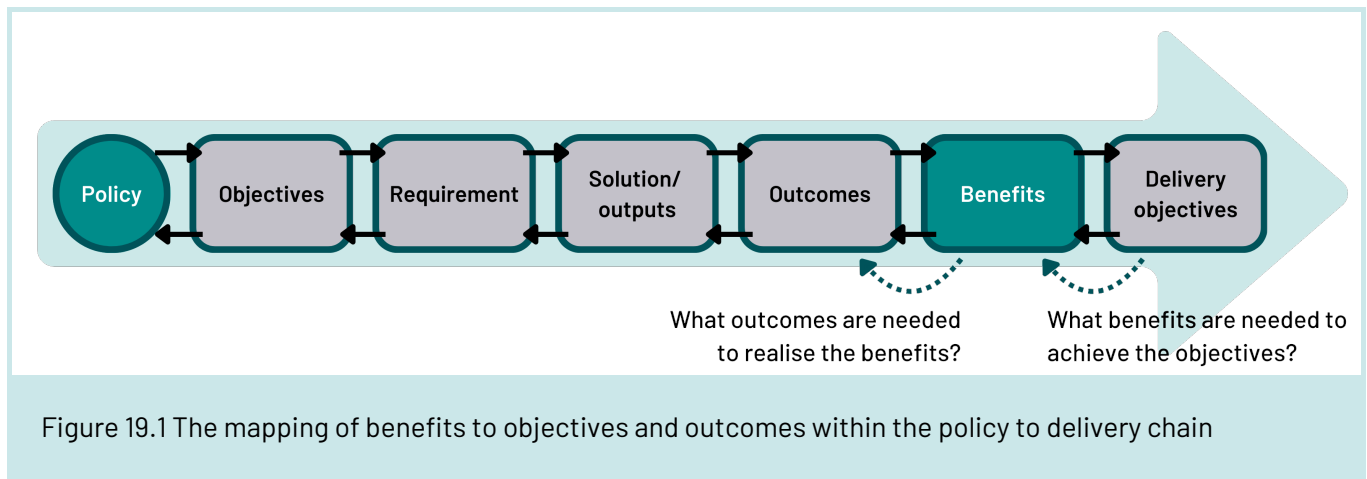 Policy
Objectives
Requirement
Solution/
outputs
Outcomes
Benefits
Delivery
objectives
What outcomes are needed
to realise the benefits?
What benefits are needed to
achieve the objectives?
Figure 19.1 The mapping of benefits to objectives and outcomes within the policy to delivery chain